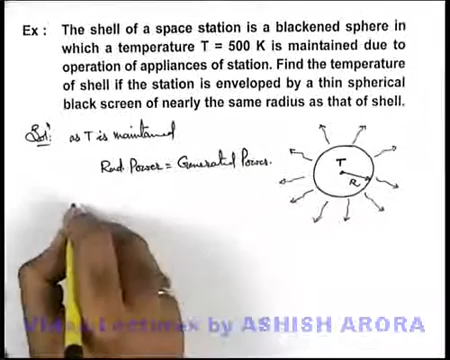 Ex : The shell of a space station is a blackened sphere in
which a temperature T = 500 K is maintained due to
operation of appliances of station. Find the temperature
of shell if the station is enveloped by a thin spherical
black screen of nearly the same radius as that of shell.
Sol: as T is maintained
Rad. Power = Generated Power.
T
R
Video Lectures by ASHISH ARORA